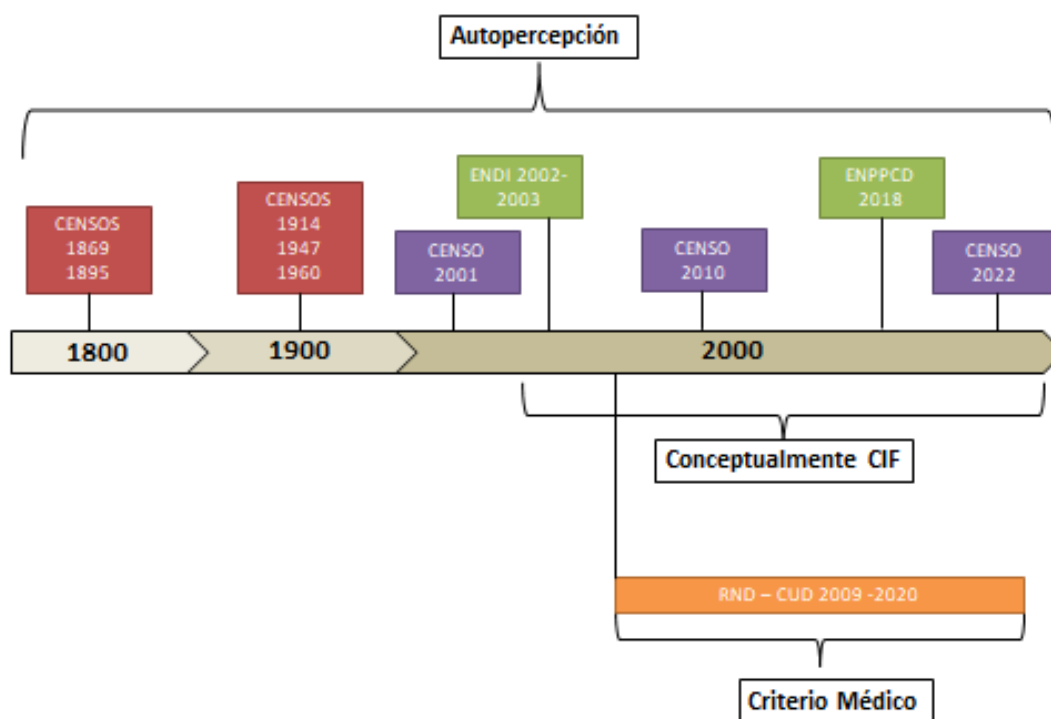 Autopercepción
CENSOS
1869
1895
CENSOS
1914
1947
1960
CENSO
2001
ENDI 2002-
2003
CENSO
2010
ENPPCD
2018
CENSO
2022
1800
1900
2000
Conceptualmente CIF
RND – CUD 2009 -2020
Criterio Médico